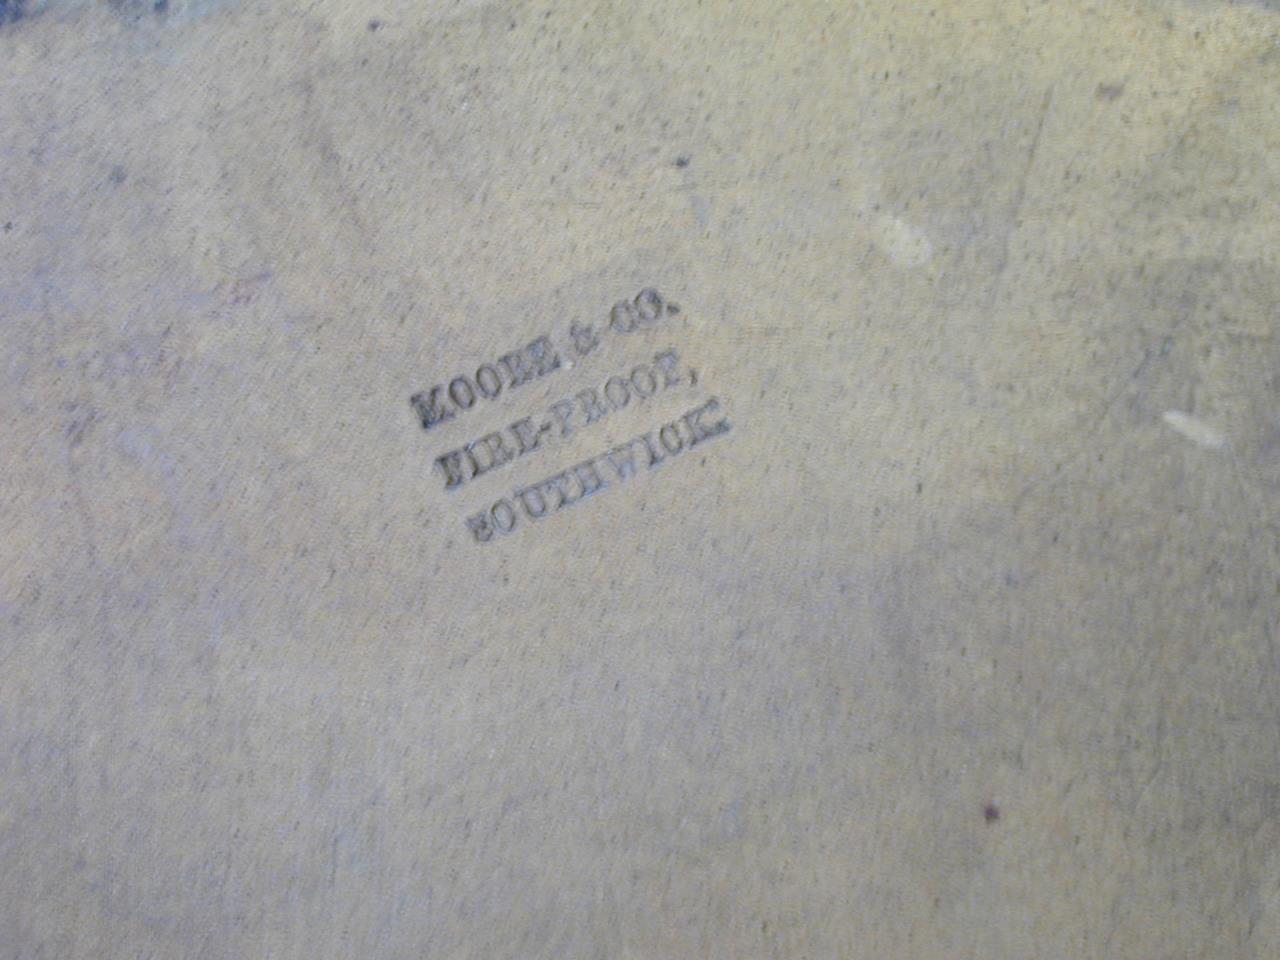 MOORE & CO.
FIRE-PROOF,
SOUTHWICK.